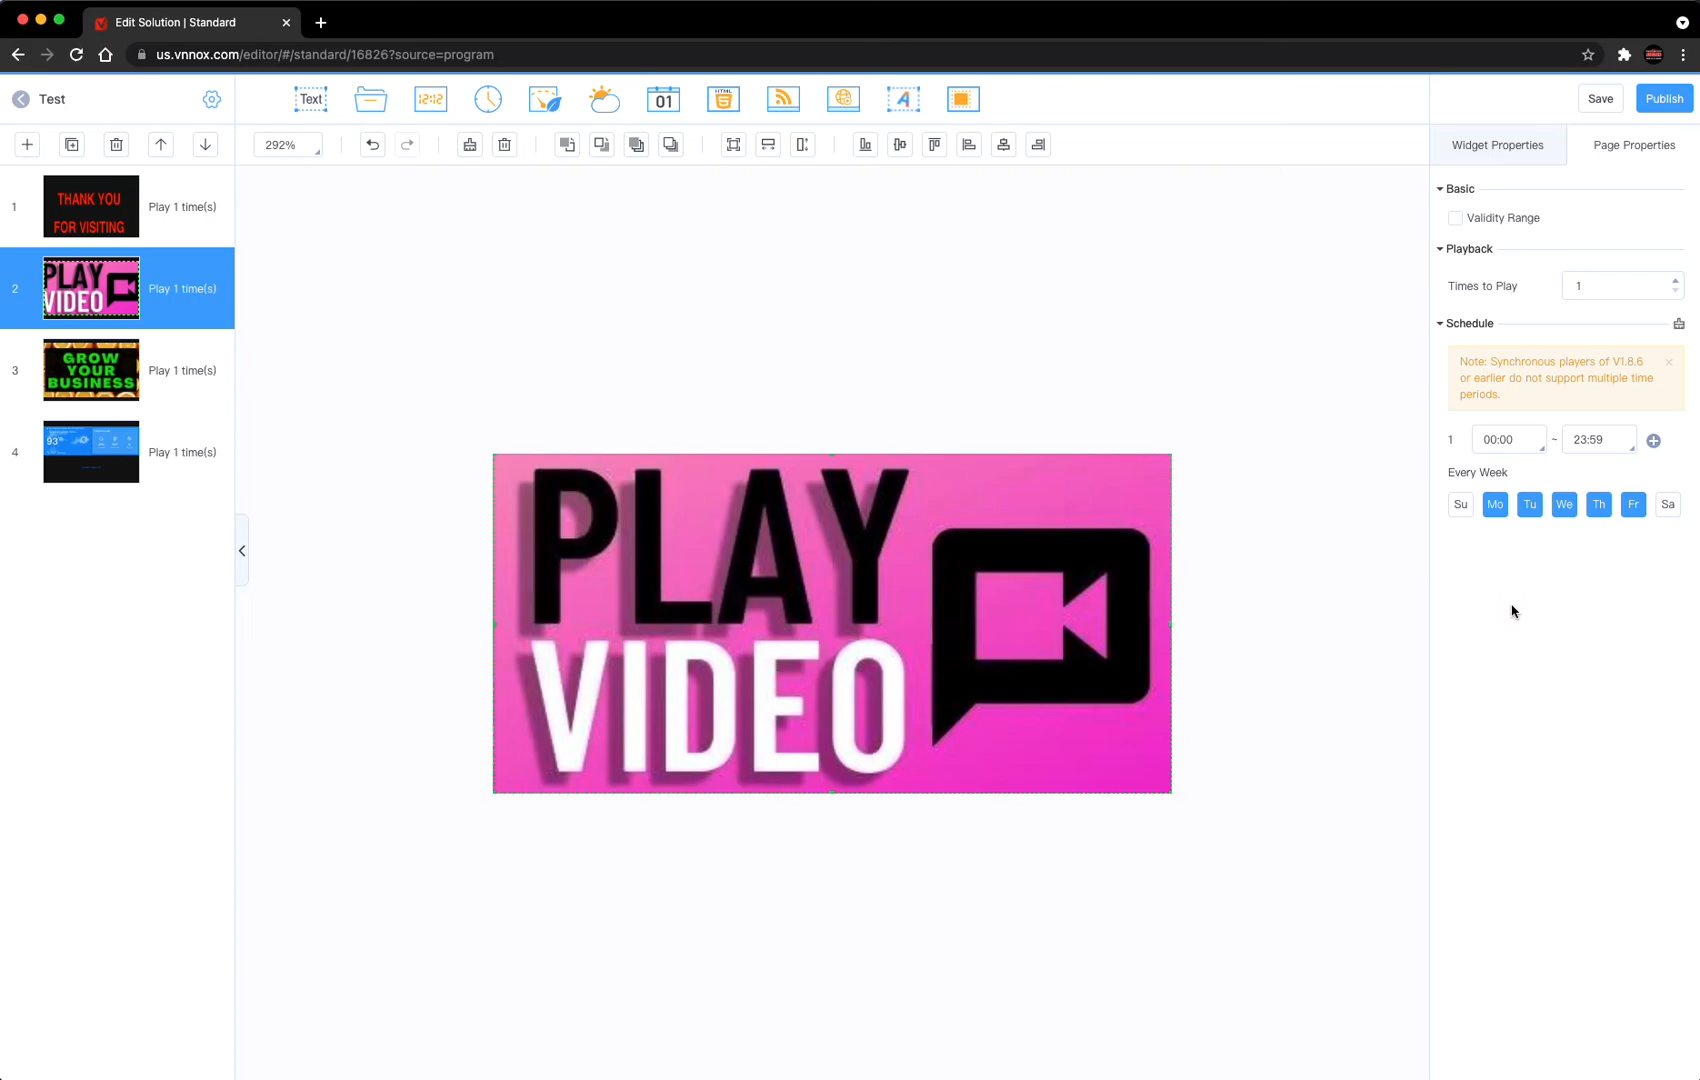 Edit Solution | Standard
us.vnnox.com/editor/#/standard/16826?source=program
Test
Text
12:12
01
HTML
A
Save
Publish
292%
Widget Properties
Page Properties
1
THANK YOU
FOR VISITING
Play 1 time(s)
2
PLAY
VIDEO
Play 1 time(s)
3
GROW
YOUR
BUSINESS
Play 1 time(s)
4
93°
Play 1 time(s)
PLAY
VIDEO
Basic
Validity Range
Playback
Times to Play
1
Schedule
Note: Synchronous players of V1.8.6
or earlier do not support multiple time
periods.
1 00:00 ~ 23:59
Every Week
Su Mo Tu We Th Fr Sa